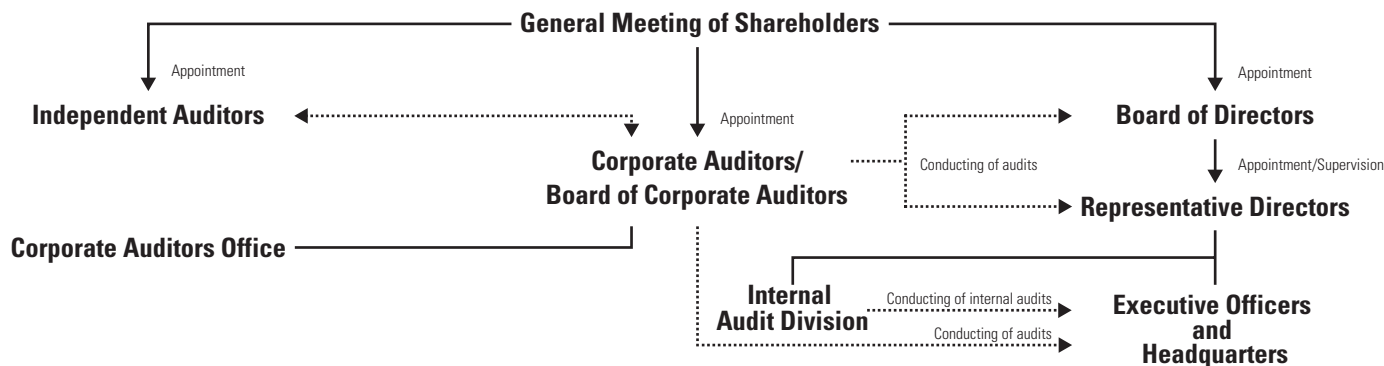 General Meeting of Shareholders
Appointment
Appointment
Independent Auditors
Board of Directors
Appointment
Corporate Auditors/
Board of Corporate Auditors
Conducting of audits
Appointment/Supervision
Representative Directors
Corporate Auditors Office
Internal
Audit Division
Conducting of internal audits
Conducting of audits
Executive Officers
and
Headquarters